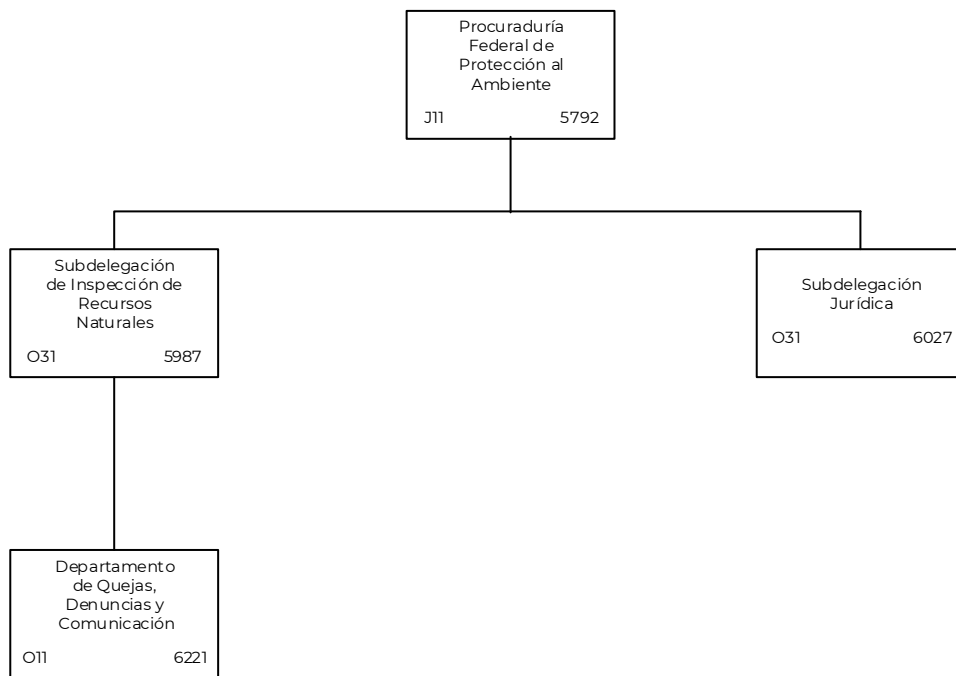 Procuraduría
Federal de
Protección al
Ambiente
J11 5792
Subdelegación
de Inspección de
Recursos
Naturales
O31 5987
Subdelegación
Jurídica
O31 6027
Departamento
de Quejas,
Denuncias y
Comunicación
O11 6221